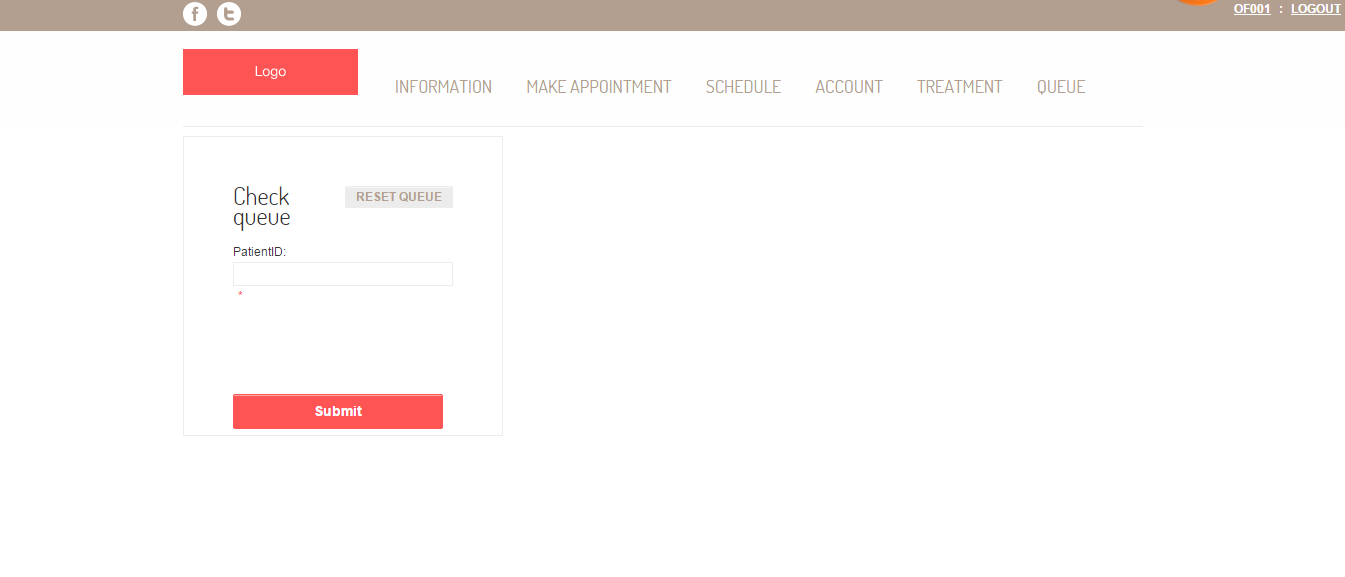 OF001 : LOGOUT
Logo
INFORMATION MAKE APPOINTMENT SCHEDULE ACCOUNT TREATMENT QUEUE
Check
queue
RESET QUEUE
PatientID:
*
Submit